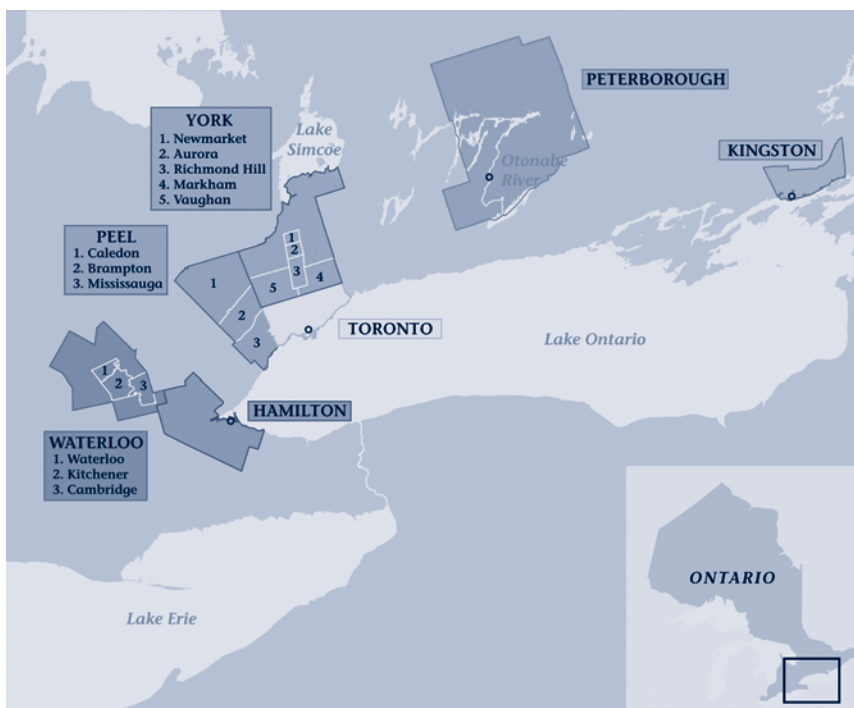 YORK
1. Newmarket
2. Aurora
3. Richmond Hill
4. Markham
5. Vaughan
Lake
Simcoe
PETERBOROUGH
Otonabe
River
KINGSTON
PEEL
1. Caledon
2. Brampton
3. Mississauga
1
2
3
4
5
1
2
3
TORONTO
Lake Ontario
1
2
3
HAMILTON
WATERLOO
1. Waterloo
2. Kitchener
3. Cambridge
Lake Erie
ONTARIO